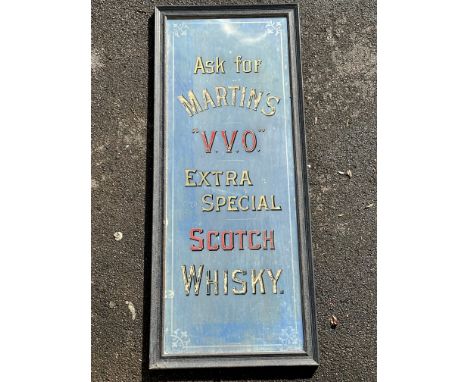 Ask for
MARTIN'S
"V.V.O."
EXTRA
SPECIAL
SCOTCH
WHISKY.